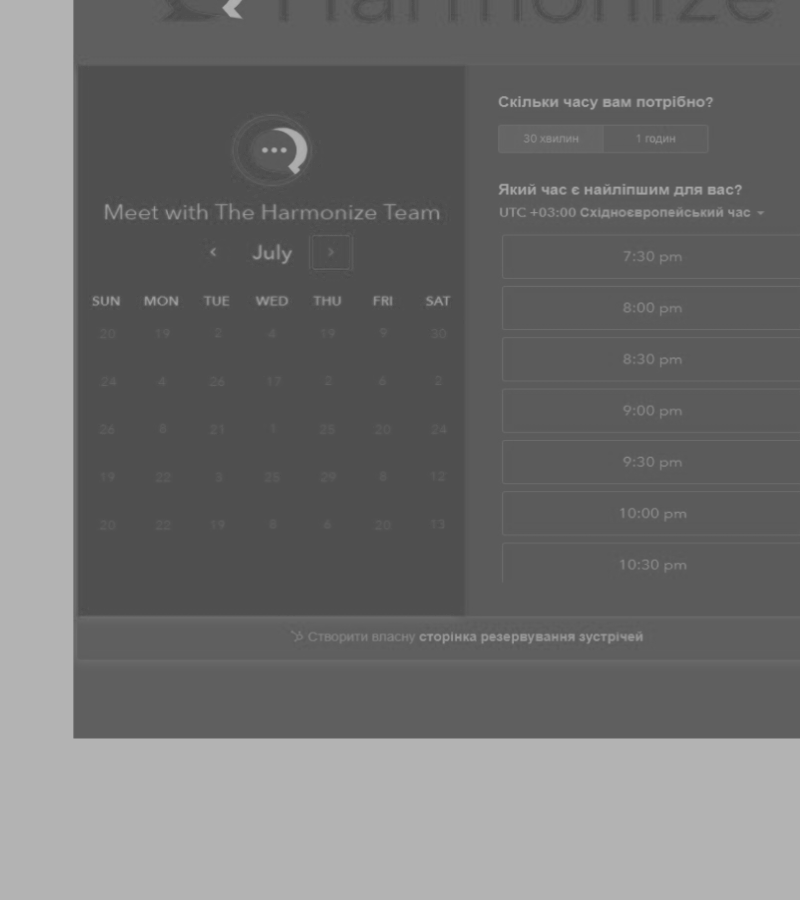 Harmonize
Meet with The Harmonize Team
July
SUN MON TUE WED THU FRI SAT
20 19 2 4 19 9 30
24 4 26 17 2 6 2
26 8 21 1 25 20 24
19 22 3 25 29 8 12
20 22 19 8 6 20 13
Скільки часу вам потрібно?
30 хвилин 1 годин
Який час є найліпшим для вас?
UTC +03:00 Східноєвропейський час
7:30 pm
8:00 pm
8:30 pm
9:00 pm
9:30 pm
10:00 pm
10:30 pm
Створити власну сторінка резервування зустрічей